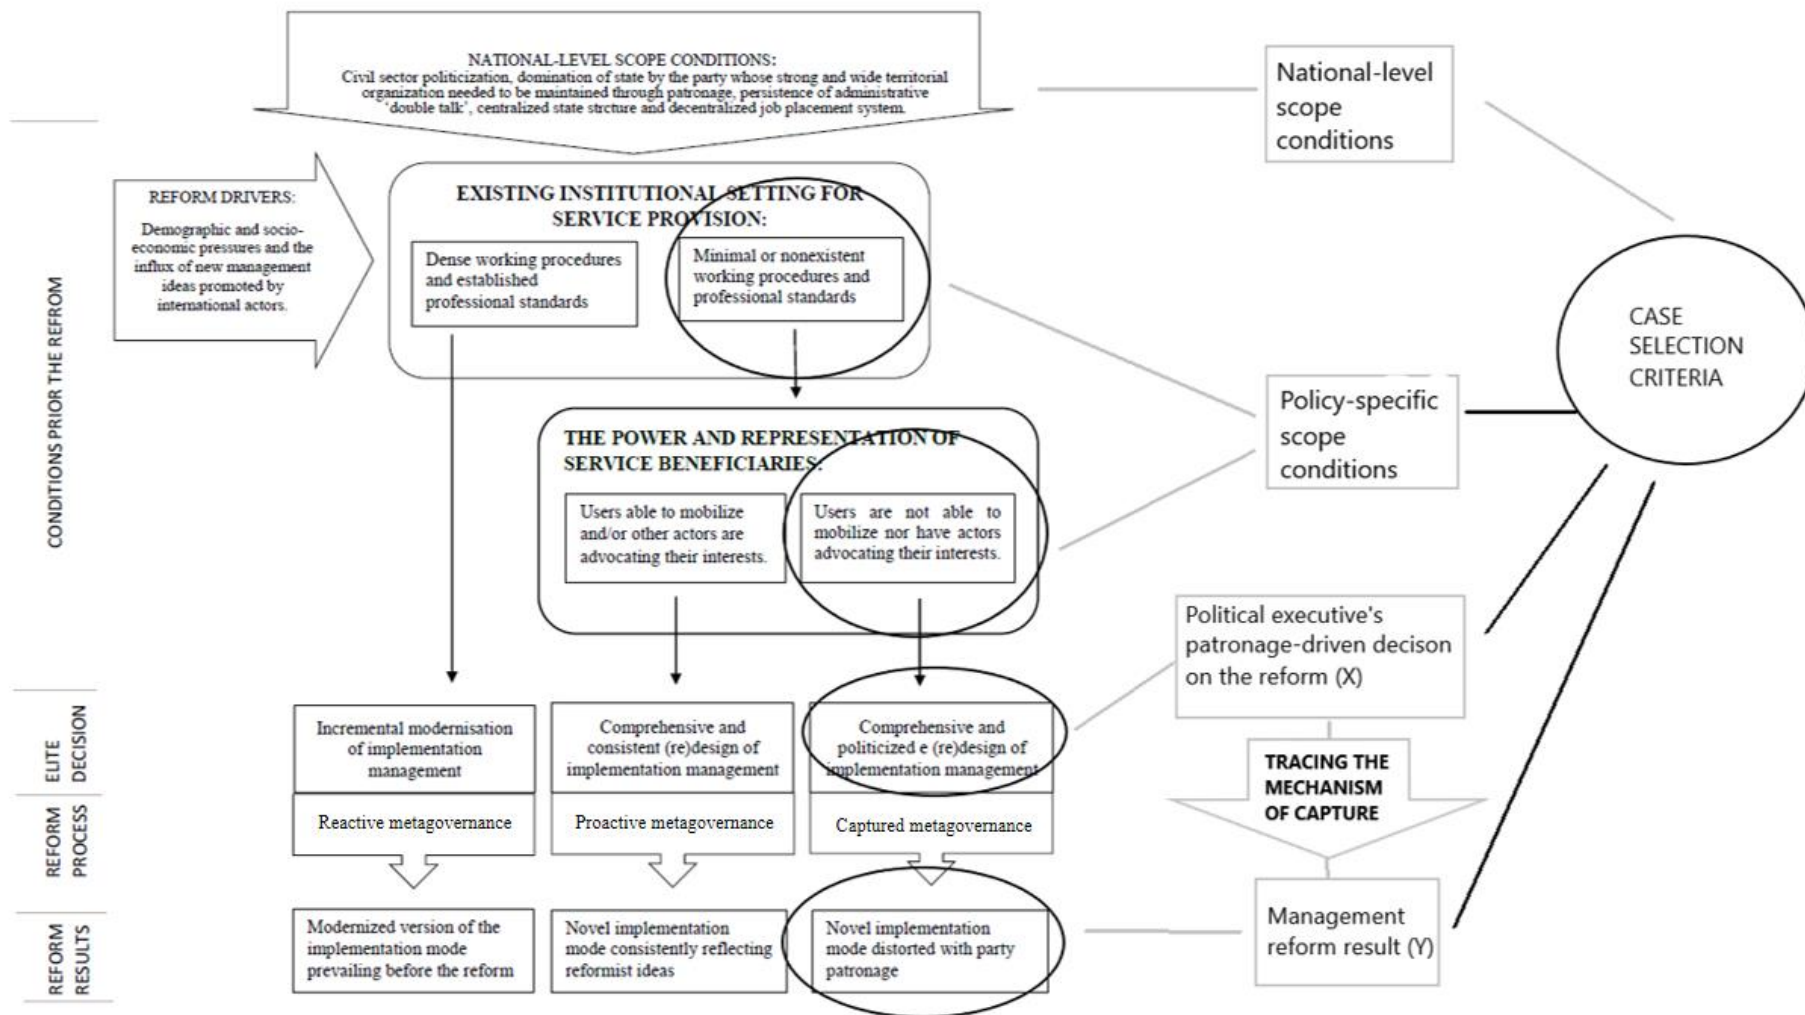 NATIONAL-LEVEL SCOPE CONDITIONS:
Civil sector politicization, domination of state by the party whose strong and wide territorial
organization needed to be maintained through patronage, persistence of administrative
‘double talk’, centralized state strcture and decentralized job placement system.
National-level
scope
conditions
CONDITIONS PRIOR THE REFROM
REFORM DRIVERS:
Demographic and socio-
economic pressures and the
influx of new management
ideas promoted by
international actors.
EXISTING INSTITUTIONAL SETTING FOR
SERVICE PROVISION:
Dense working procedures
and established
professional standards
Minimal or nonexistent
working procedures and
professional standards
CASE
SELECTION
CRITERIA
Policy-specific
scope
conditions
THE POWER AND REPRESENTATION OF
SERVICE BENEFICIARIES:
Users able to mobilize
and/or other actors are
advocating their interests.
Users are not able to
mobilize nor have actors
advocating their interests.
Political executive's
patronage-driven decison
on the reform (X)
ELITE
DECISION
Incremental modernisation
of implementation
management
Comprehensive and
consistent (re)design of
implementation management
Comprehensive and
politicized e (re)design of
implementation management
TRACING THE
MECHANISM
OF CAPTURE
REFORM
PROCESS
Reactive metagovernance
Proactive metagovernance
Captured metagovernance
REFORM
RESULTS
Modernized version of the
implementation mode
prevailing before the reform
Novel implementation
mode consistently reflecting
reformist ideas
Novel implementation
mode distorted with party
patronage
Management
reform result (Y)